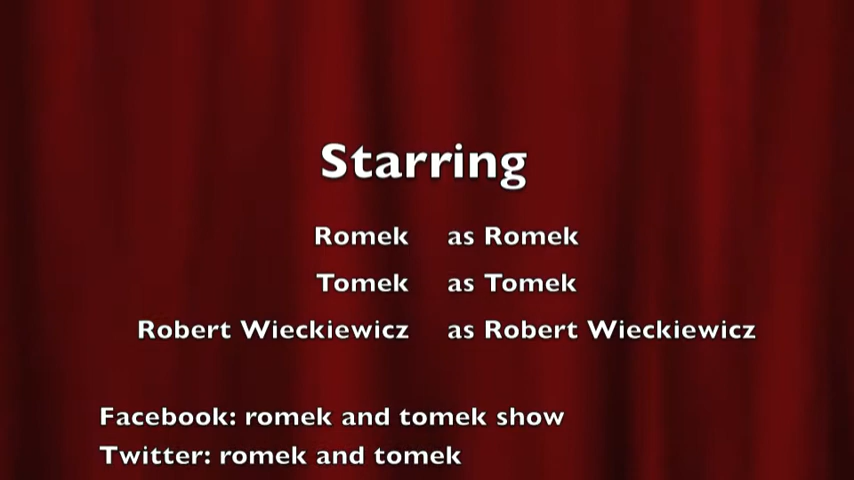 Starring
Romek as Romek
Tomek as Tomek
Robert Wieckiewicz as Robert Wieckiewicz
Facebook: romek and tomek show
Twitter: romek and tomek